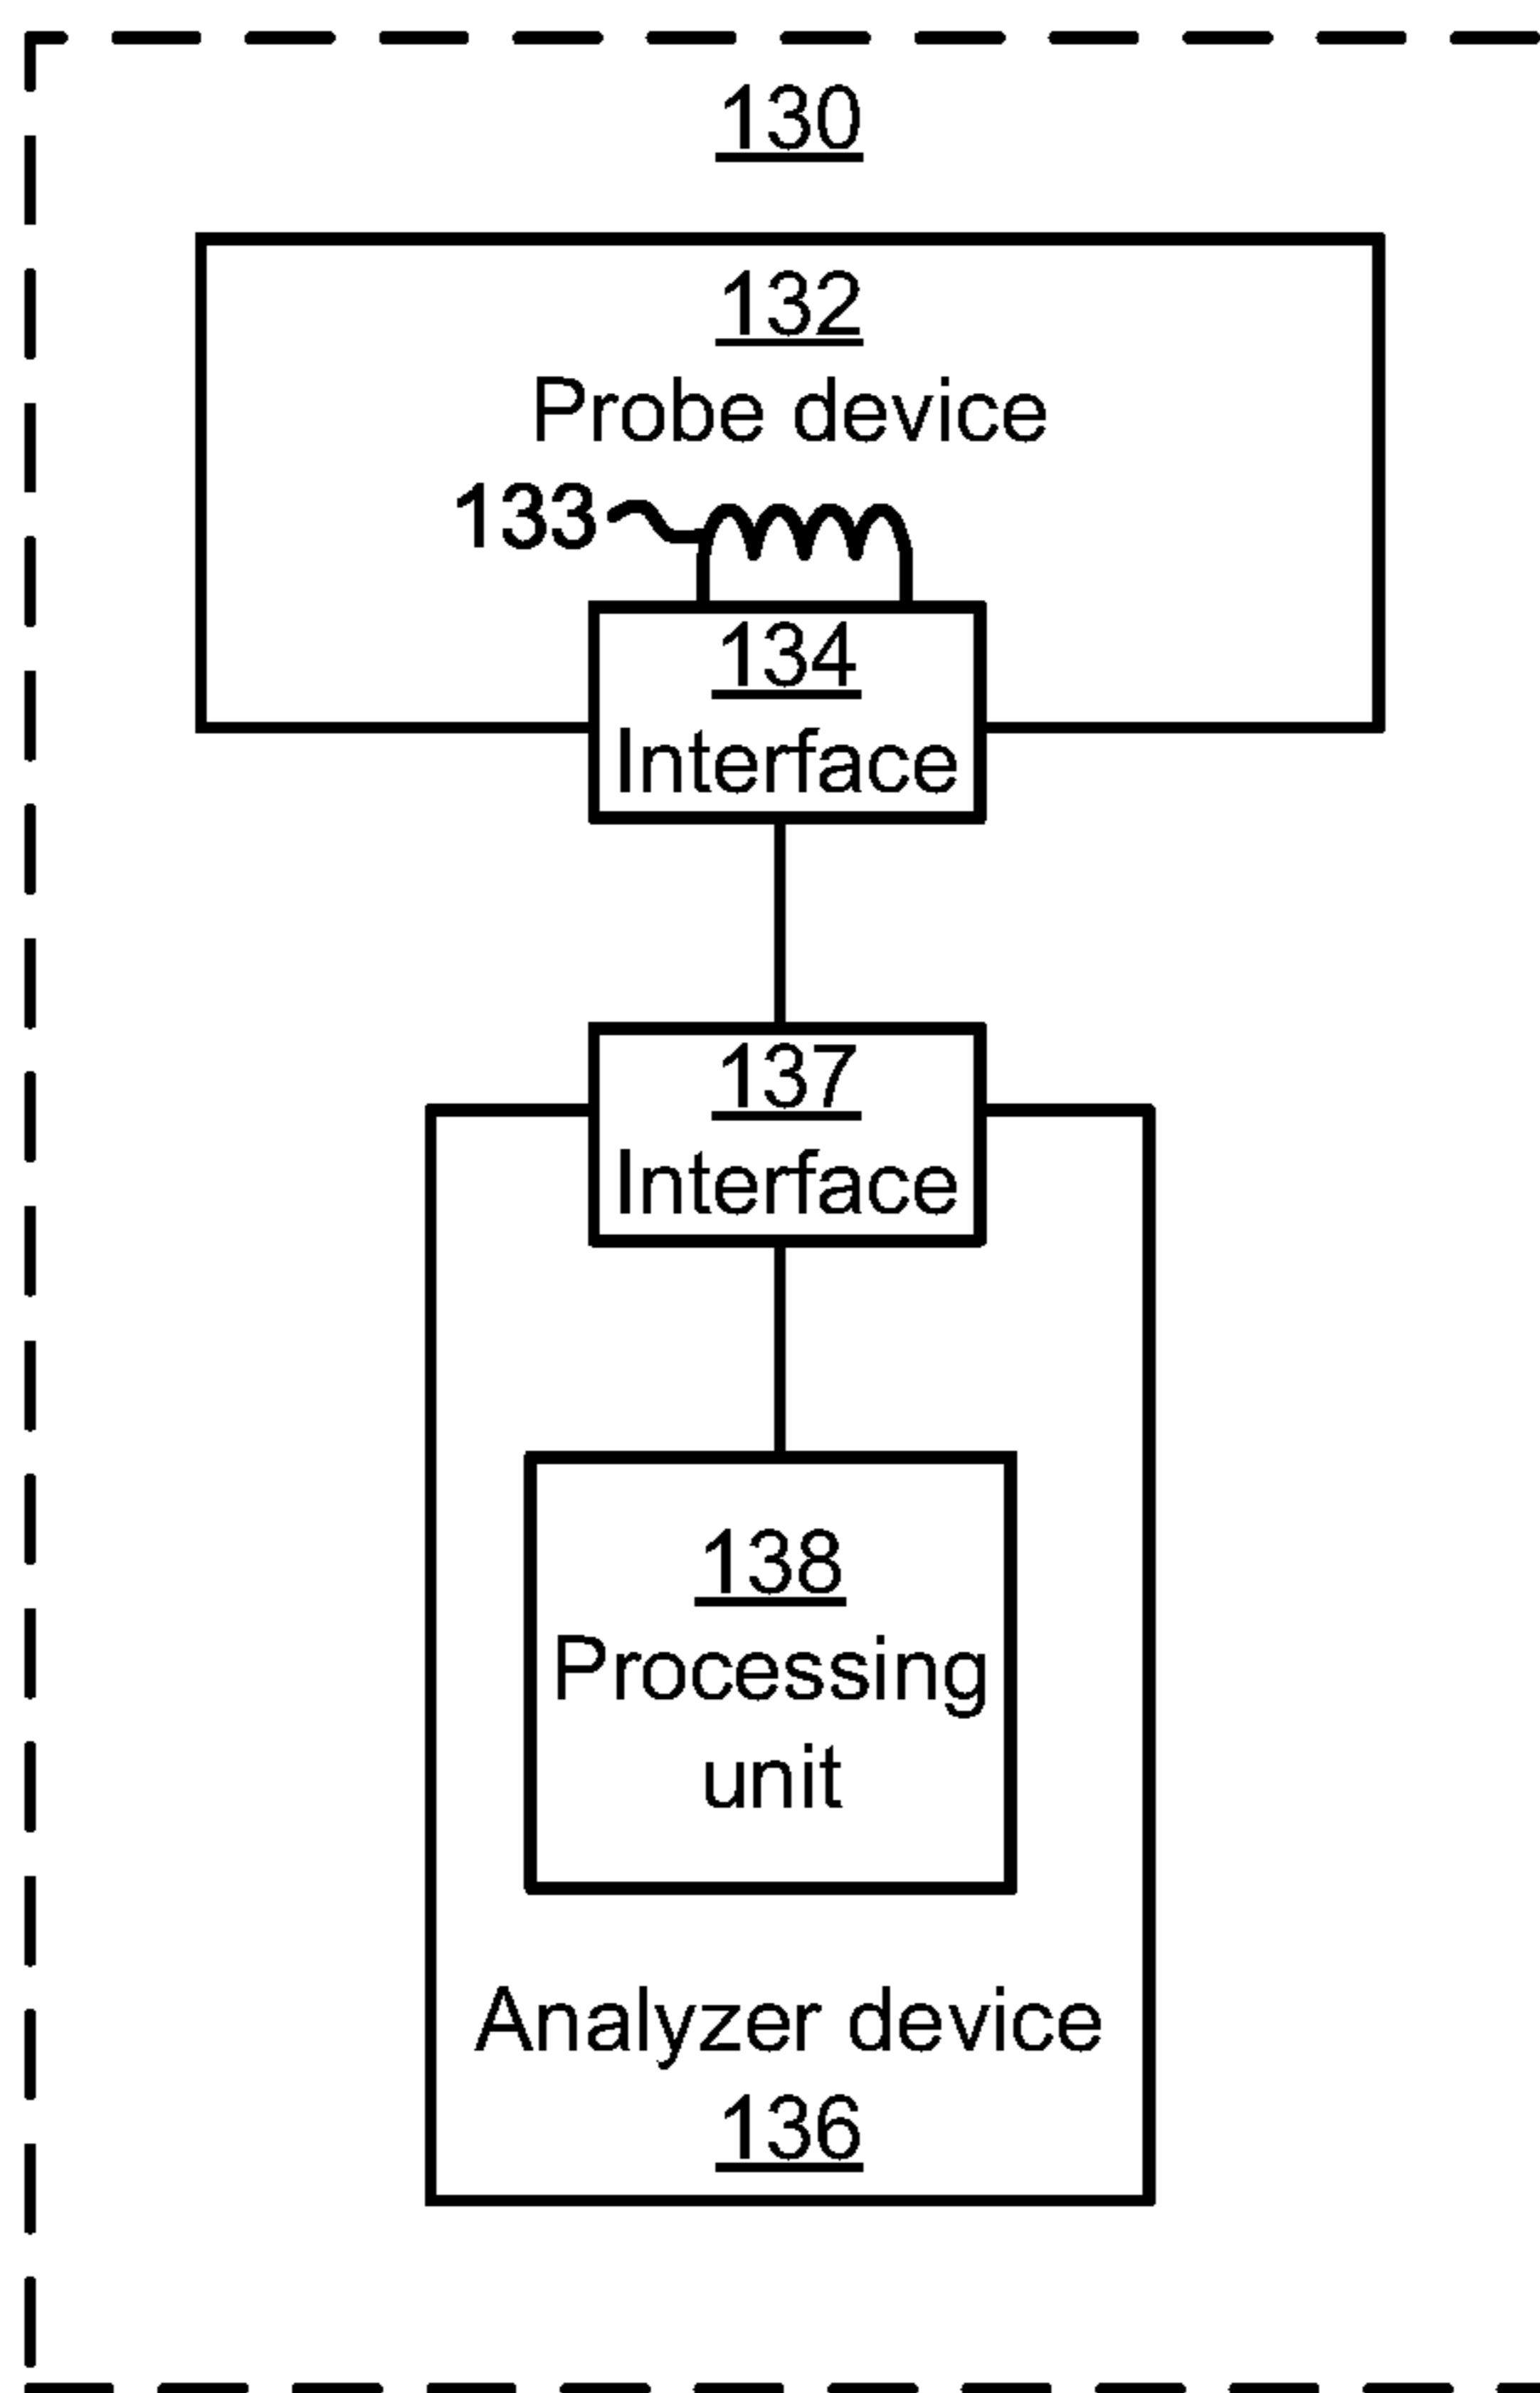 130
132
Probe device
133
134
Interface
137
Interface
138
Processing
unit
Analyzer device
136